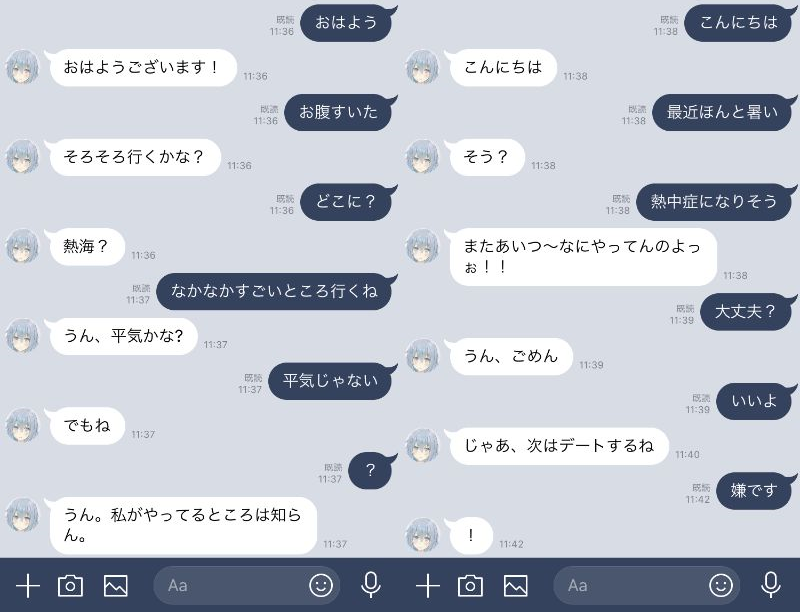 おはよう
既読
11:36
おはようございます！
11:36
お腹すいた
既読
11:36
そろそろ行くかな？
11:36
どこに？
既読
11:36
熱海？
11:36
なかなかすごいところ行くね
既読
11:37
うん、平気かな?
11:37
平気じゃない
既読
11:37
でもね
11:37
？
既読
11:37
うん。私がやってるところは知ら
ん。
11:37
Aa
こんにちは
既読
11:38
こんにちは
11:38
最近ほんと暑い
既読
11:38
そう？
11:38
熱中症になりそう
既読
11:38
またあいつ〜なにやってんのよっ
ぉ！！
11:38
大丈夫？
既読
11:39
うん、ごめん
11:39
いいよ
既読
11:39
じゃあ、次はデートするね
11:40
嫌です
既読
11:42
！
11:42
Aa